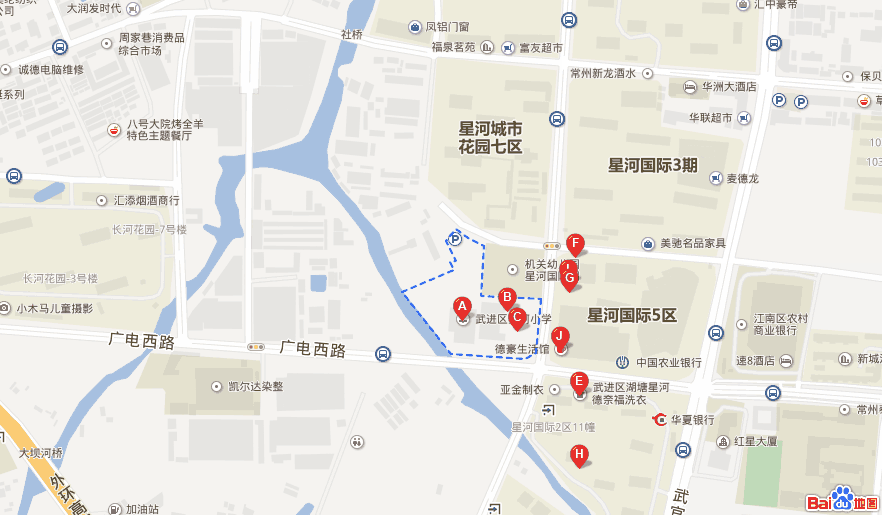 大润发时代
周家巷消费品
综合市场
诚德电脑维修
延系列
八号大院烤全羊
特色主题餐厅
汇添烟酒商行
长河花园-7号楼
长河花园-3号楼
小木马儿童摄影
广电西路
广电西路
凯尔达染整
大坝河桥
外环高
加油站
社桥
凤铝门窗
福泉茗苑
富友超市
汇中豪帝
常州新龙酒水
华洲大酒店
保贝
华联超市
P
P
103
星河城市
花园七区
星河国际3期
麦德龙
P
F
美驰名品家具
机关幼
星河国际
G
A
B
C
武进区
小学
星河国际5区
江南区农村
商业银行
J
德豪生活馆
中国农业银行
速8酒店
新城
E
亚金制衣
武进区湖塘星河
德奈福洗衣
华夏银行
常州
星河国际2区11幢
红星大厦
H
武宜
Bai du 地图